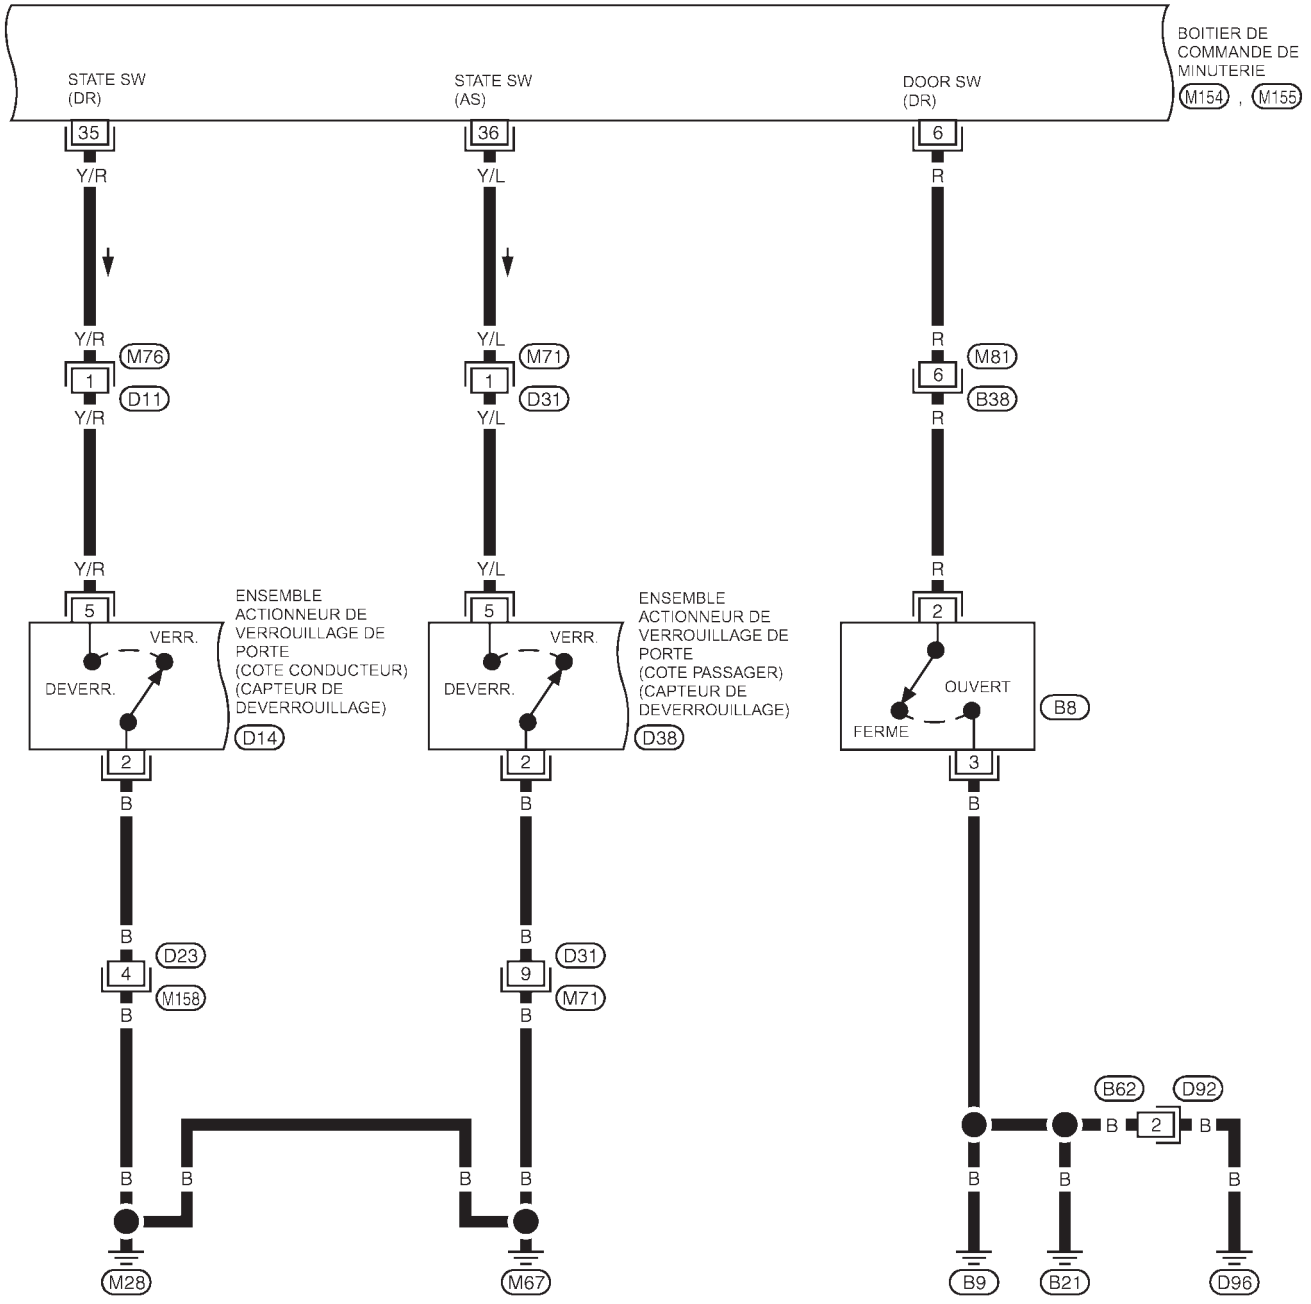 BOITIER DE
COMMANDE DE
MINUTERIE
M154 , M155
STATE SW
(DR)
STATE SW
(AS)
DOOR SW
(DR)
35
36
6
Y/R
Y/L
R
Y/R
Y/L
R
M76
M71
M81
1
1
6
D11
D31
B38
Y/R
Y/L
R
Y/R
Y/L
R
5
5
2
ENSEMBLE
ACTIONNEUR DE
VERROUILLAGE DE
PORTE
(COTE CONDUCTEUR)
(CAPTEUR DE
DEVERROUILLAGE)
D14
VERR.
DEVERR.
ENSEMBLE
ACTIONNEUR DE
VERROUILLAGE DE
PORTE
(COTE PASSAGER)
(CAPTEUR DE
DEVERROUILLAGE)
D38
VERR.
DEVERR.
OUVERT
FERME
B8
2
2
3
B
B
B
B
B
D23
D31
4
9
M158
M71
B
B
B62
D92
B
2
B
B
B
B
B
B
B
B
M28
M67
B9
B21
D96